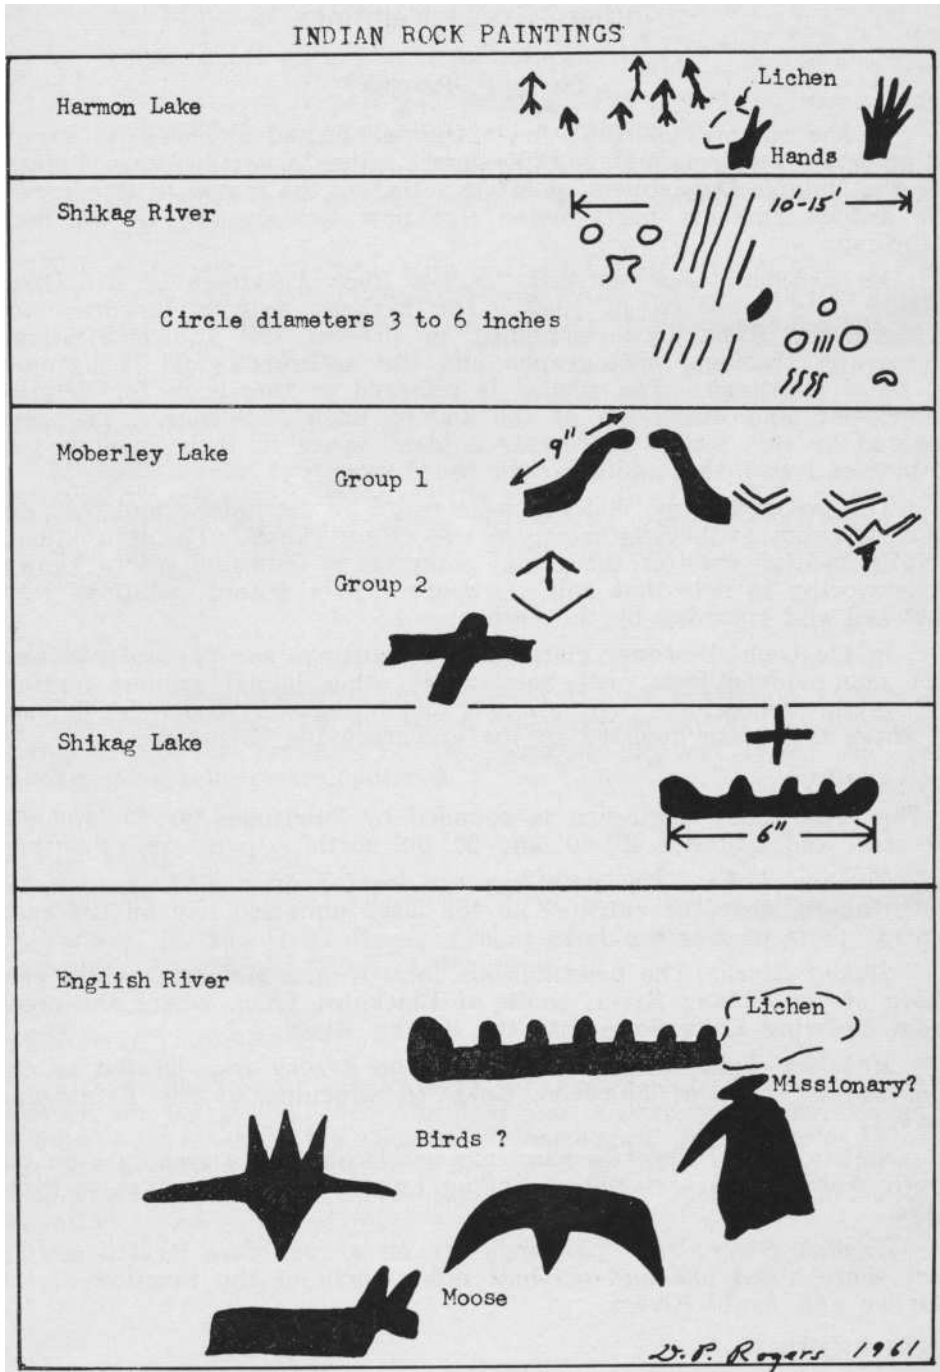 INDIAN ROCK PAINTINGS
Harmon Lake
Lichen
Hands
Shikag River
10'-15'
Circle diameters 3 to 6 inches
Moberley Lake
9"
Group 1
Group 2
Shikag Lake
6"
English River
Lichen
Missionary?
Birds ?
Moose
D. P. Rogers 1961